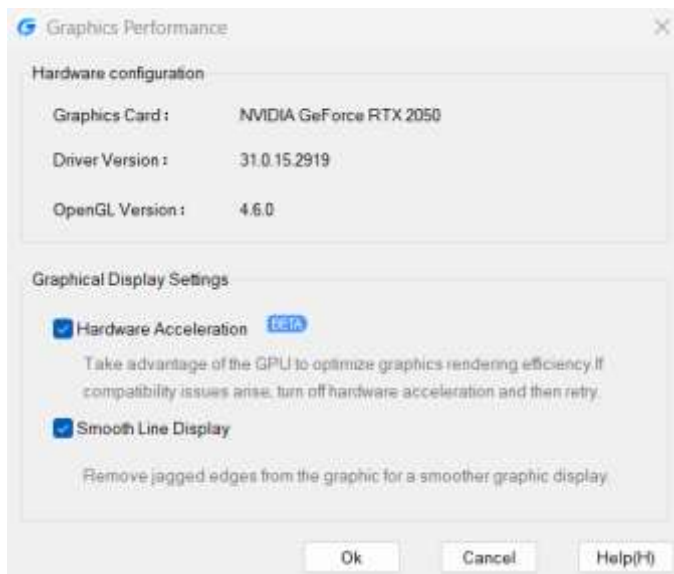 Graphics Performance
Hardware configuration
Graphics Card : NVIDIA GeForce RTX 2050
Driver Version : 31.0.15.2919
OpenGL Version : 4.6.0
Graphical Display Settings
Hardware Acceleration BETA
Take advantage of the GPU to optimize graphics rendering efficiency.If
compatibility issues arise, turn off hardware acceleration and then retry.
Smooth Line Display
Remove jagged edges from the graphic for a smoother graphic display
Ok Cancel Help(H)